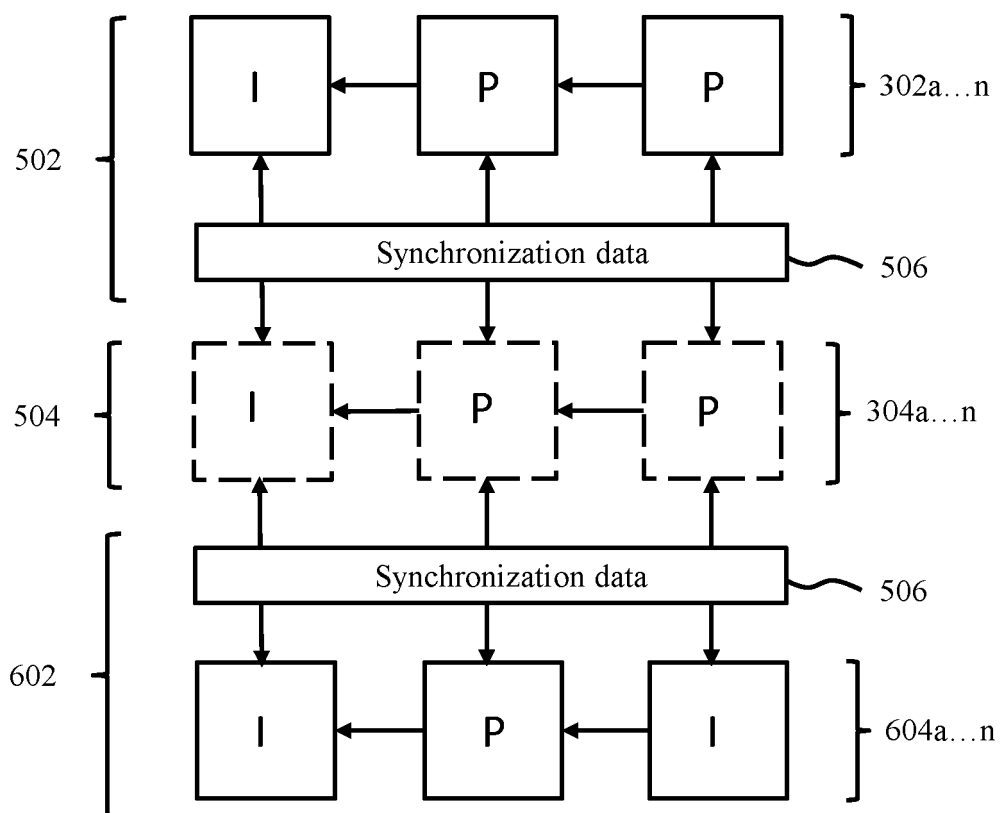 I P P 302a...n
502
Synchronization data
506
I P P 304a...n
504
Synchronization data
506
602
I P I 604a...n